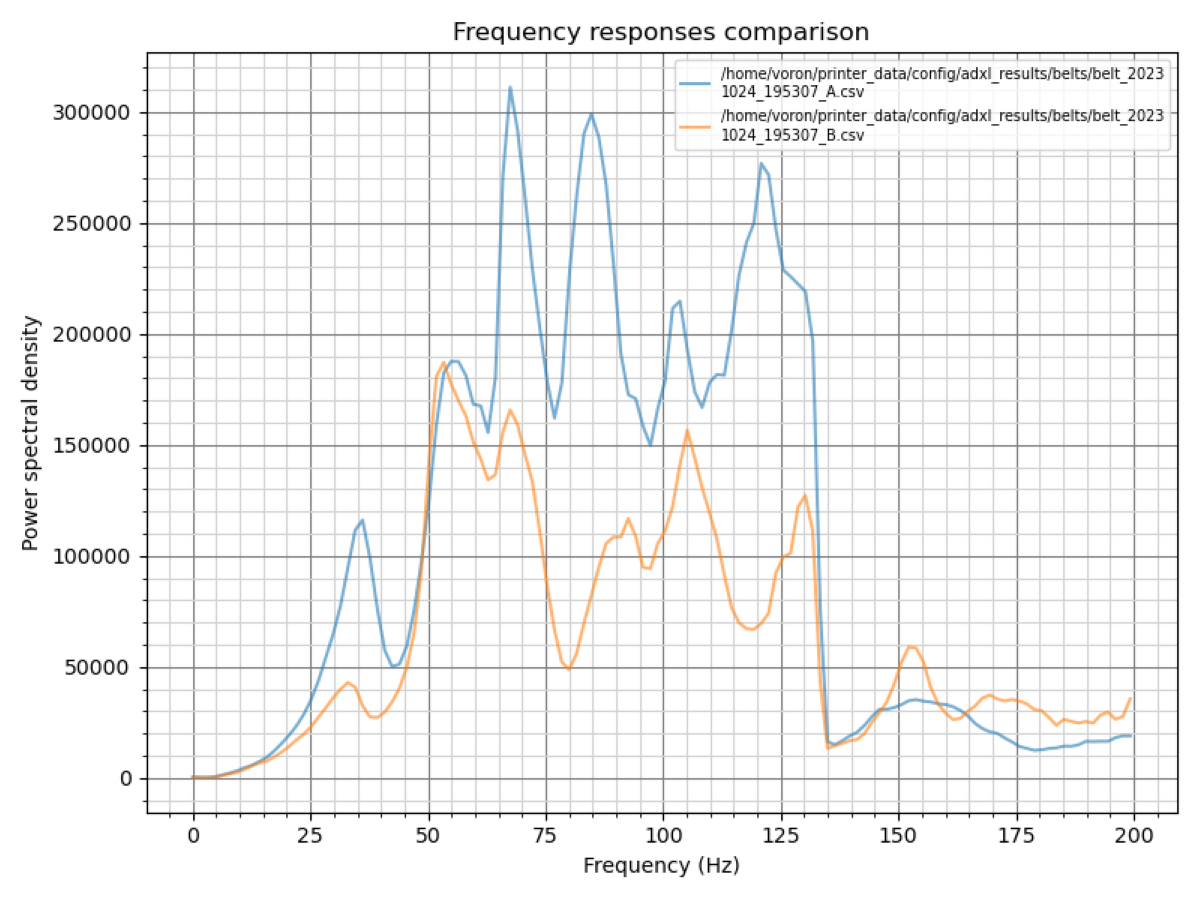 Frequency responses comparison
/home/voron/printer_data/config/adxl_results/belts/belt_2023
1024_195307_A.csv
/home/voron/printer_data/config/adxl_results/belts/belt_2023
1024_195307_B.csv
300000
250000
200000
150000
100000
50000
0
Power spectral density
0 25 50 75 100 125 150 175 200
Frequency (Hz)